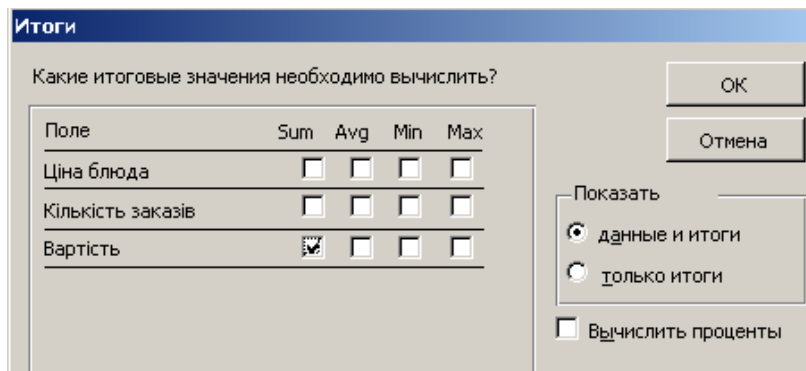 Итоги
Какие итоговые значения необходимо вычислить?
ОК
Отмена
Поле Sum Avg Min Max
Ціна блюда
Кількість заказів
Вартість
Показать
данные и итоги
только итоги
Вычислить проценты